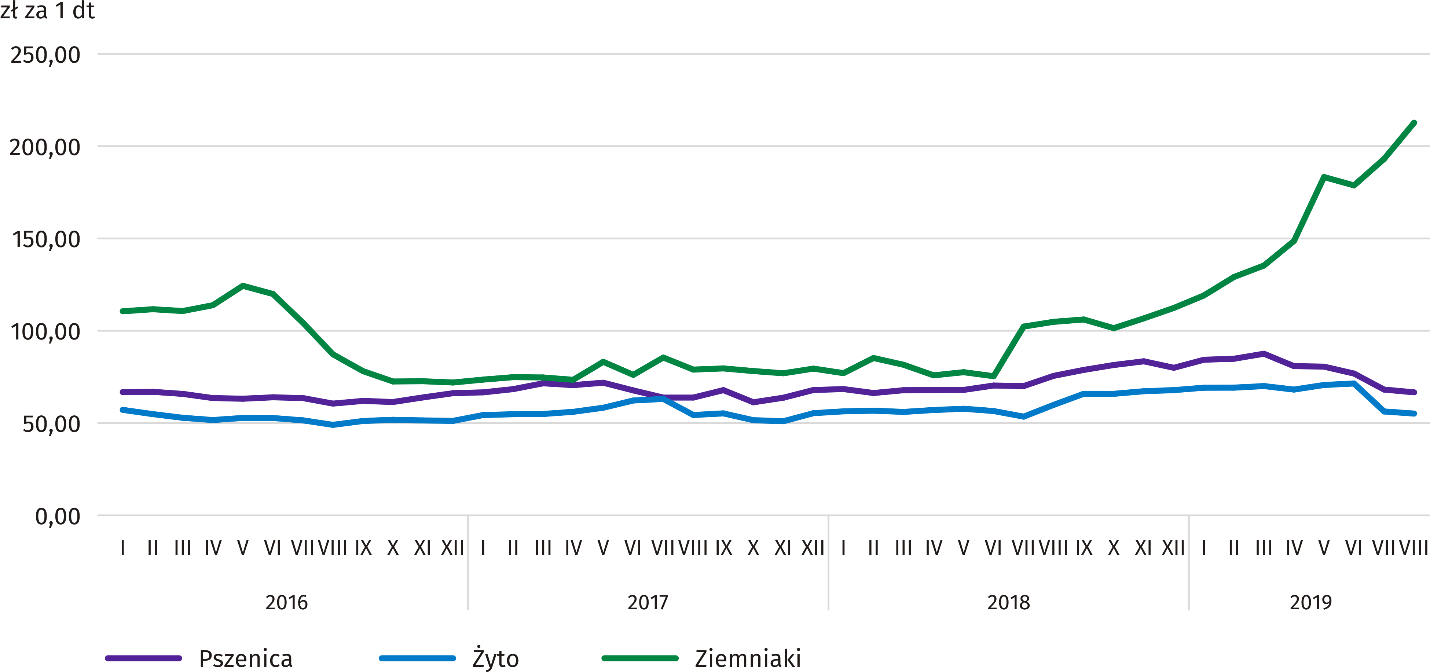 zł za 1 dt
250,00
200,00
150,00
100,00
50,00
0,00
I II III IV V VI VII VIII IX X XI XII I II III IV V VI VII VIII IX X XI XII I II III IV V VI VII VIII IX X XI XII I II III IV V VI VII VIII
2016 2017 2018 2019
Pszenica Żyto Ziemniaki